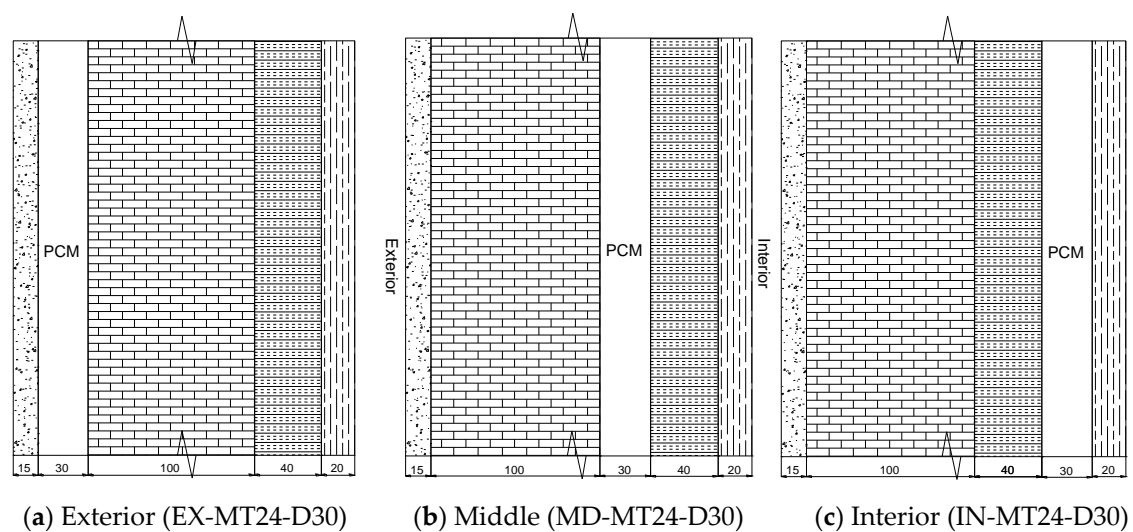 PCM
15 30 100 40 20
Exterior
PCM
15 100 30 40 20
Interior
PCM
15 100 40 30 20
(a) Exterior (EX-MT24-D30) (b) Middle (MD-MT24-D30) (c) Interior (IN-MT24-D30)